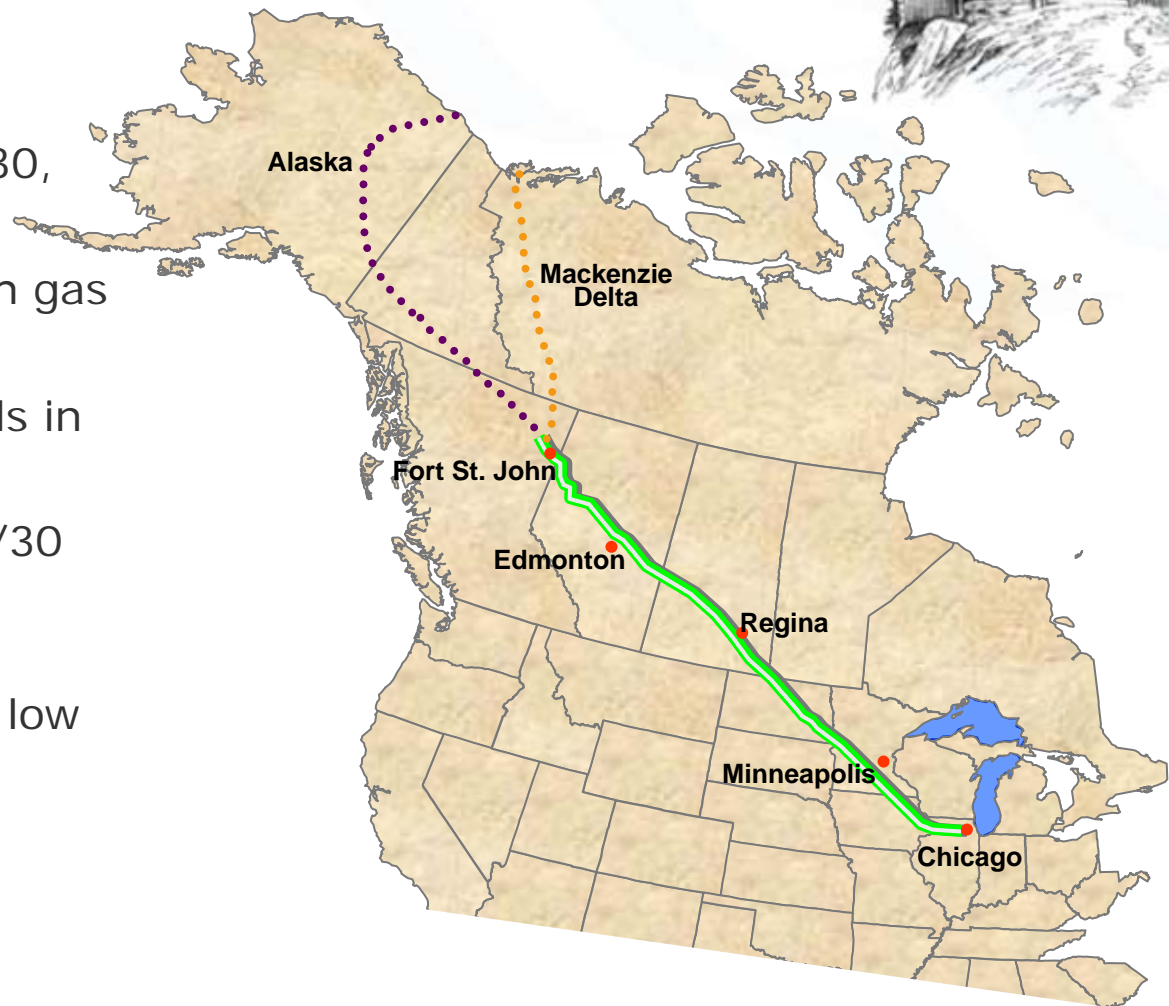 30,
n gas
ls in
/30
low
Alaska
Mackenzie
Delta
Fort St. John
Edmonton
Regina
Minneapolis
Chicago